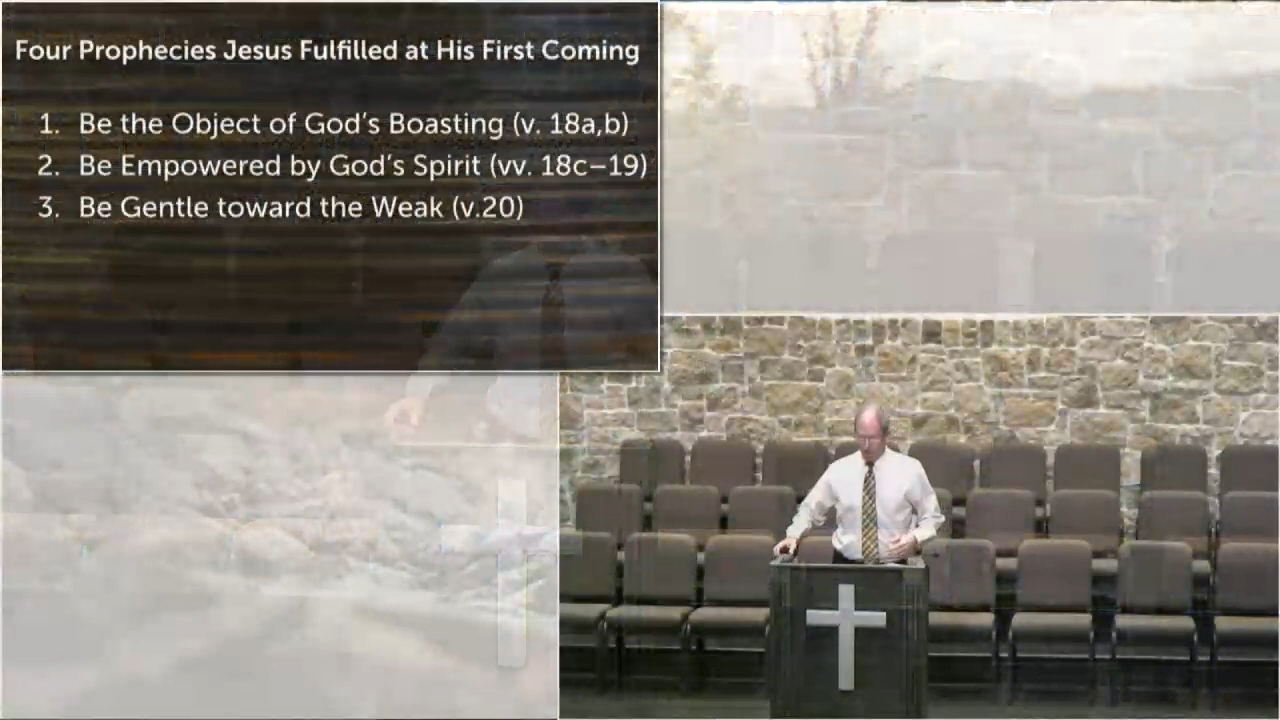 Four Prophecies Jesus Fulfilled at His First Coming
1. Be the Object of God's Boasting (v. 18a,b)
2. Be Empowered by God's Spirit (vv. 18c–19)
3. Be Gentle toward the Weak (v.20)